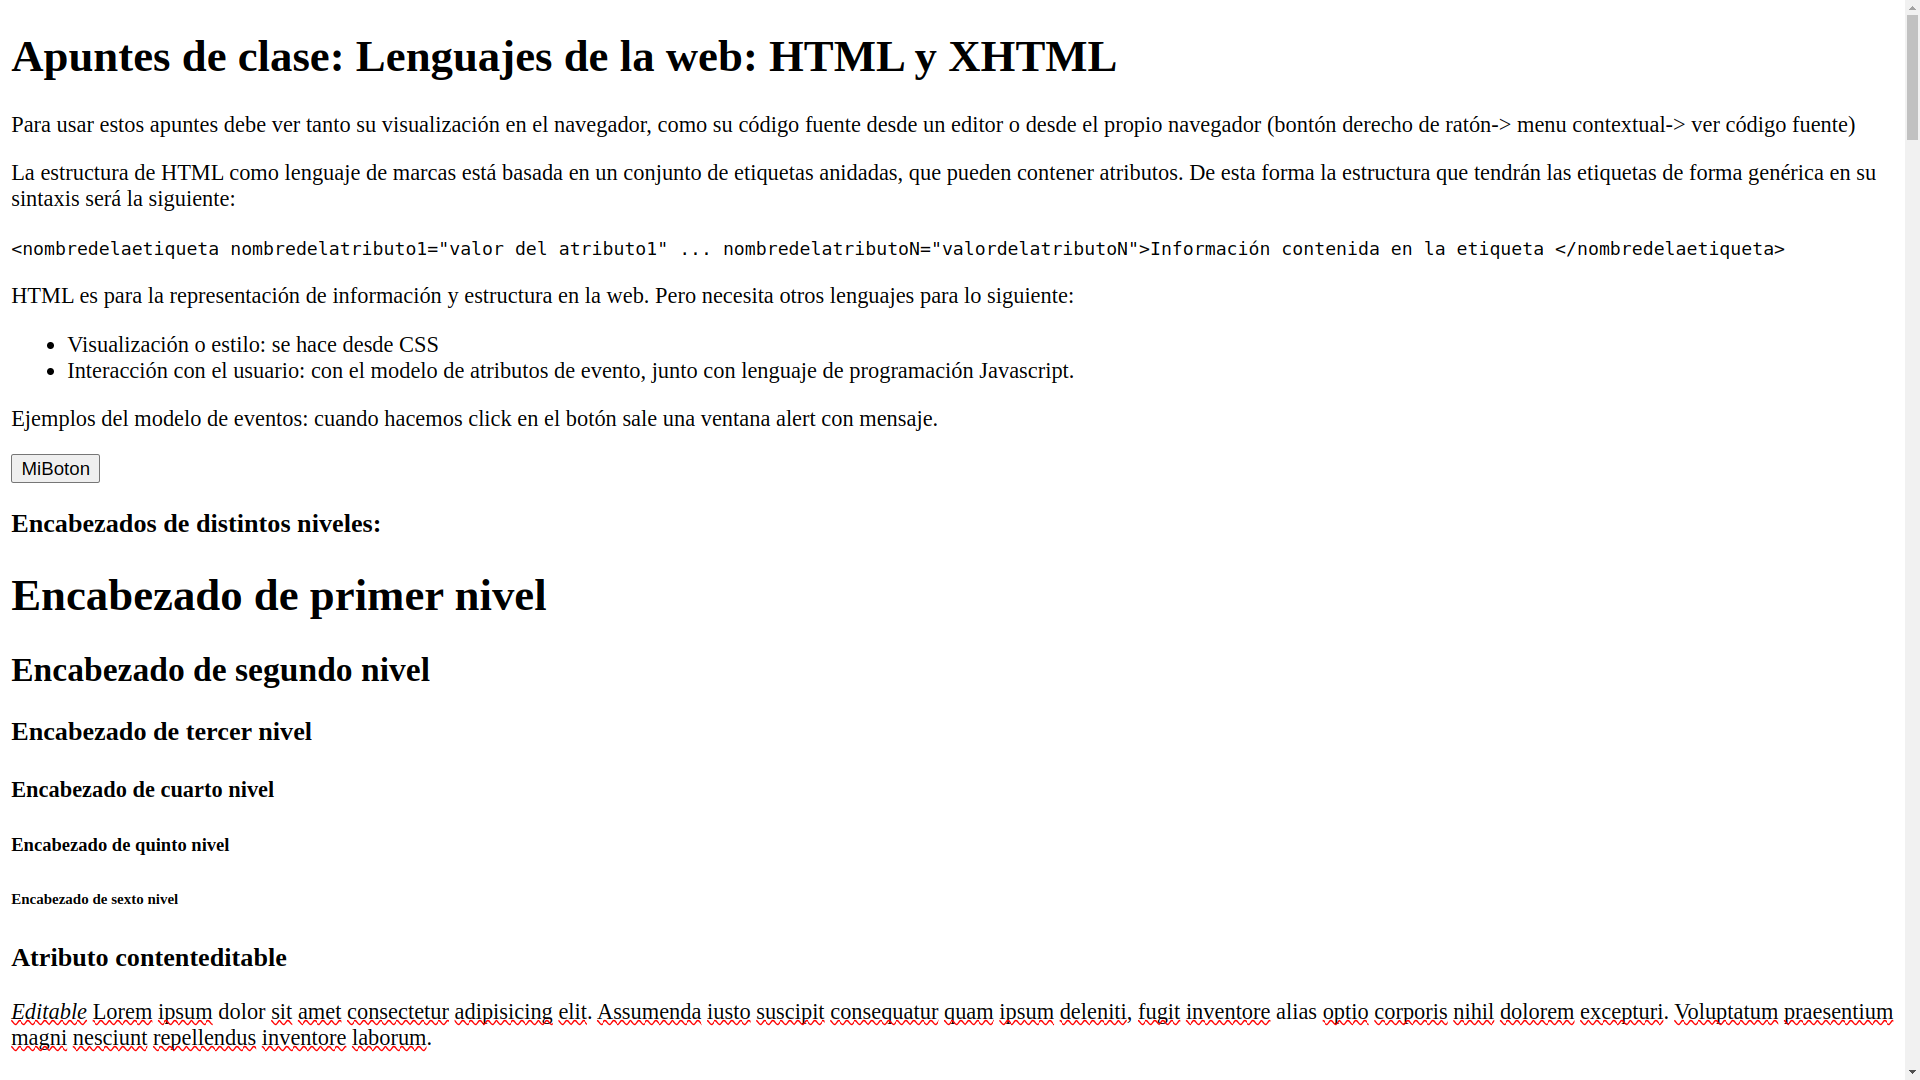 Apuntes de clase: Lenguajes de la web: HTML y XHTML
Para usar estos apuntes debe ver tanto su visualización en el navegador, como su código fuente desde un editor o desde el propio navegador (bontón derecho de ratón-> menu contextual-> ver código fuente)
La estructura de HTML como lenguaje de marcas está basada en un conjunto de etiquetas anidadas, que pueden contener atributos. De esta forma la estructura que tendrán las etiquetas de forma genérica en su
sintaxis será la siguiente:
<nombredelaetiqueta nombredelatributo1="valor del atributo1" ... nombredelatributoN="valordelatributoN">Información contenida en la etiqueta </nombredelaetiqueta>
HTML es para la representación de información y estructura en la web. Pero necesita otros lenguajes para lo siguiente:
• Visualización o estilo: se hace desde CSS
• Interacción con el usuario: con el modelo de atributos de evento, junto con lenguaje de programación Javascript.
Ejemplos del modelo de eventos: cuando hacemos click en el botón sale una ventana alert con mensaje.
MiBoton
Encabezados de distintos niveles:
Encabezado de primer nivel
Encabezado de segundo nivel
Encabezado de tercer nivel
Encabezado de cuarto nivel
Encabezado de quinto nivel
Encabezado de sexto nivel
Atributo contenteditable
Editable Lorem ipsum dolor sit amet consectetur adipisicing elit. Assumenda iusto suscipit consequatur quam ipsum deleniti, fugit inventore alias optio corporis nihil dolorem excepturi. Voluptatum praesentium
magni nesciunt repellendus inventore laborum.